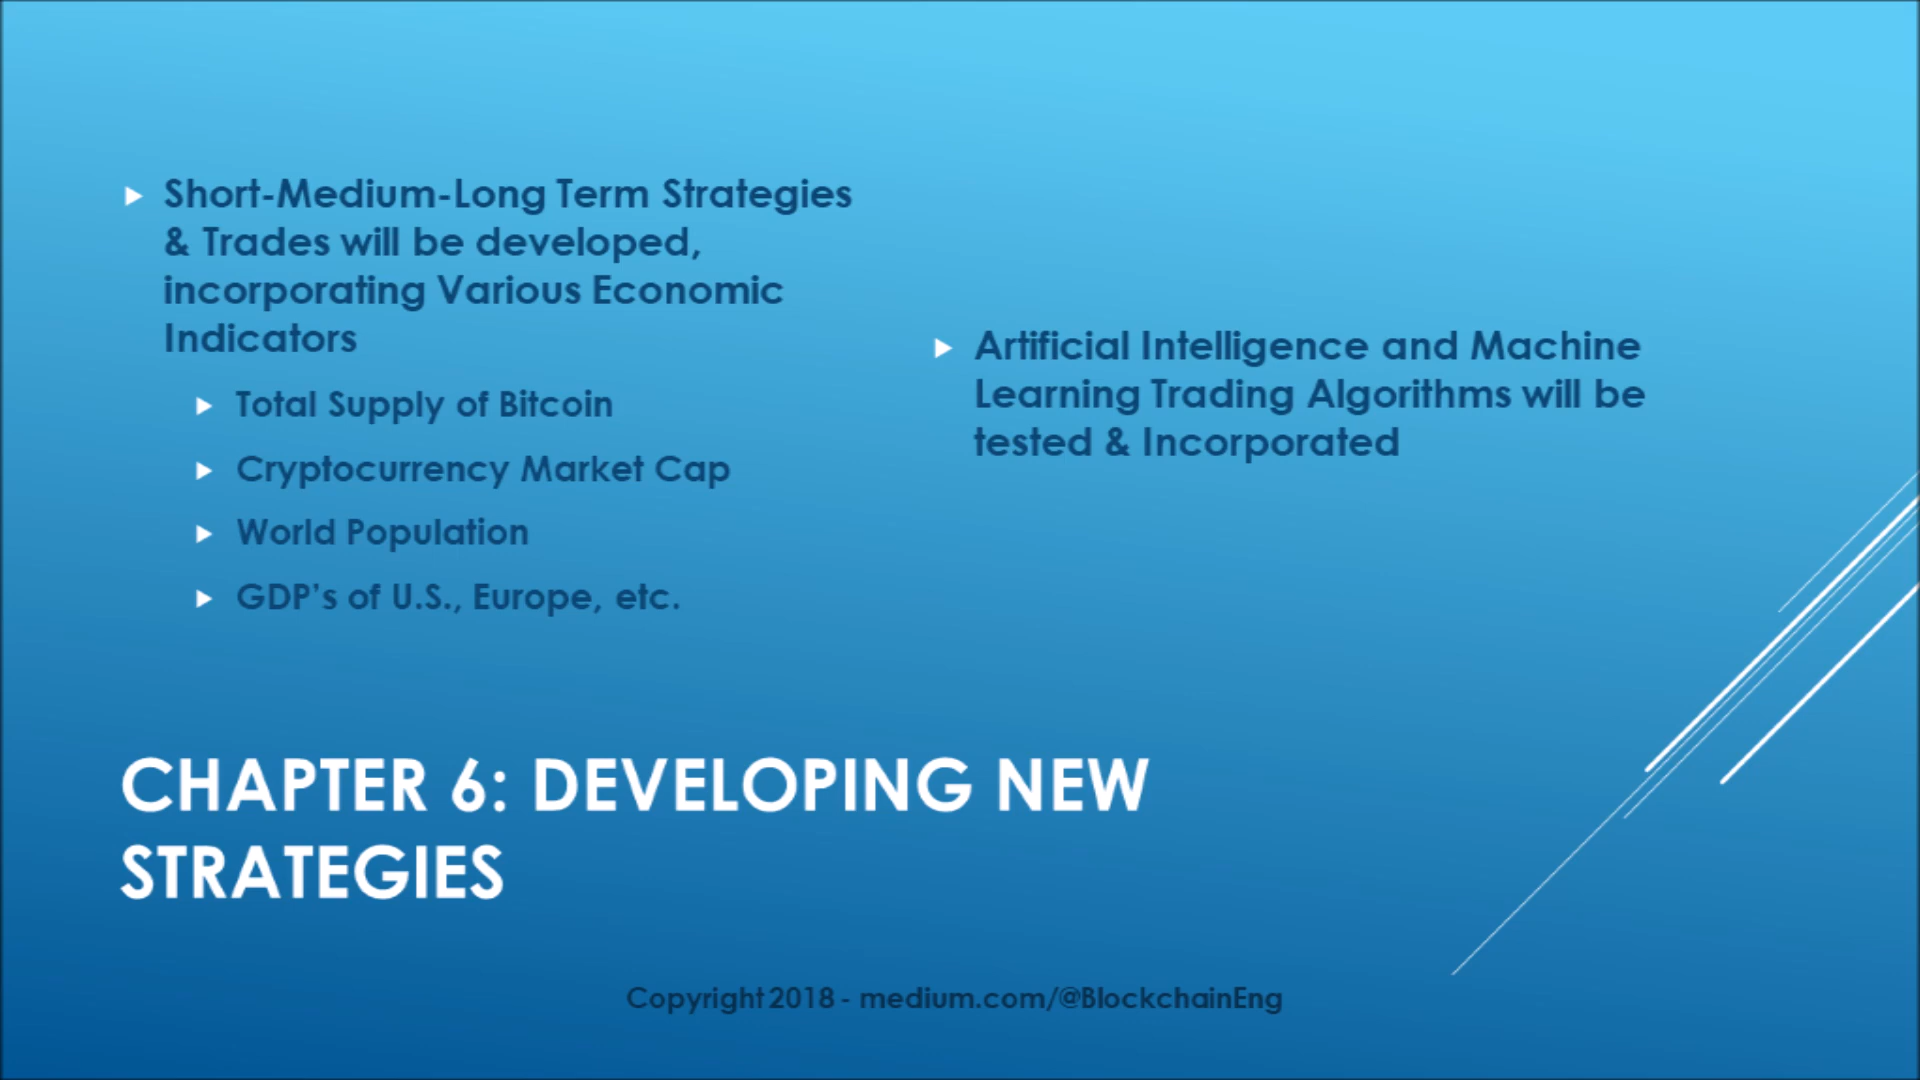 Short-Medium-Long Term Strategies
& Trades will be developed,
incorporating Various Economic
Indicators
Total Supply of Bitcoin
Cryptocurrency Market Cap
World Population
GDP's of U.S., Europe, etc.
Artificial Intelligence and Machine
Learning Trading Algorithms will be
tested & Incorporated
CHAPTER 6: DEVELOPING NEW
STRATEGIES
Copyright 2018 - medium.com/@BlockchainEng